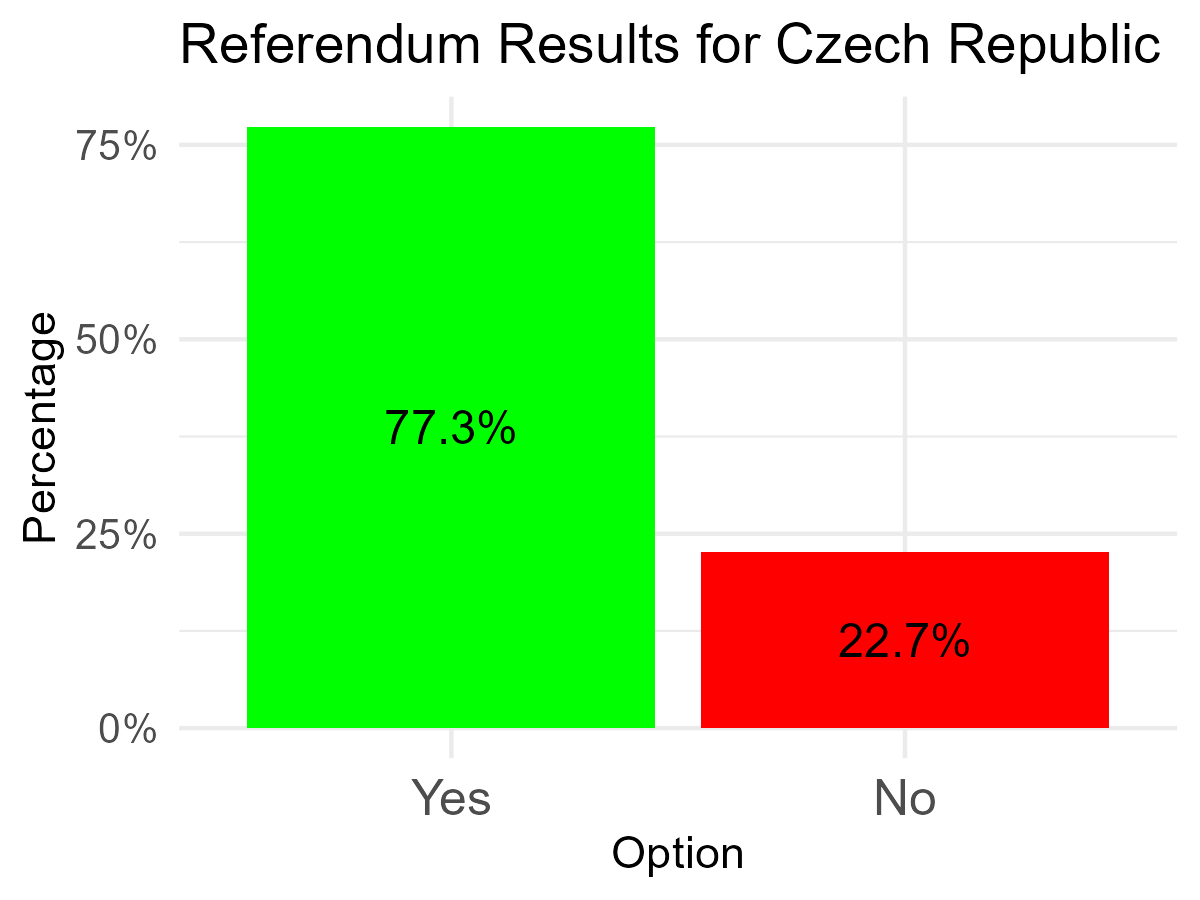 Referendum Results for Czech Republic
75%
50%
25%
0%
Percentage
77.3%
22.7%
Yes No
Option